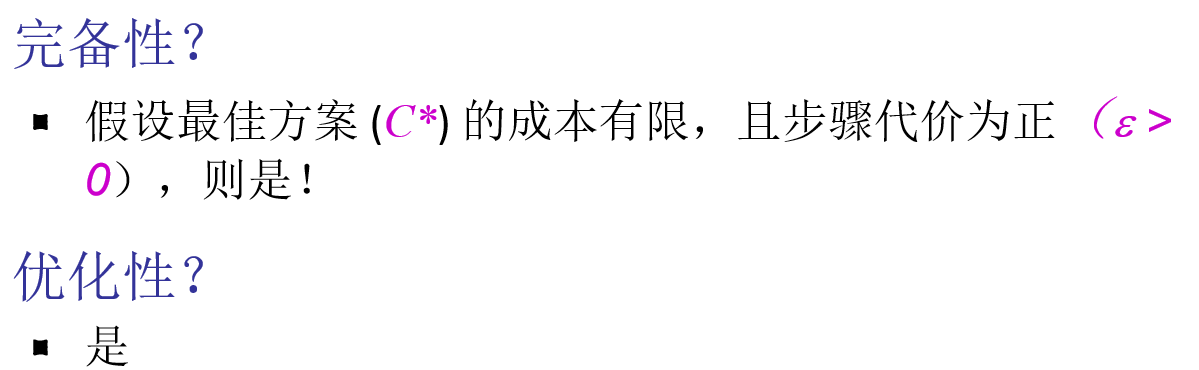 完备性？
▪ 假设最佳方案 (C*) 的成本有限，且步骤代价为正（ε >
0），则是！
优化性？
▪ 是